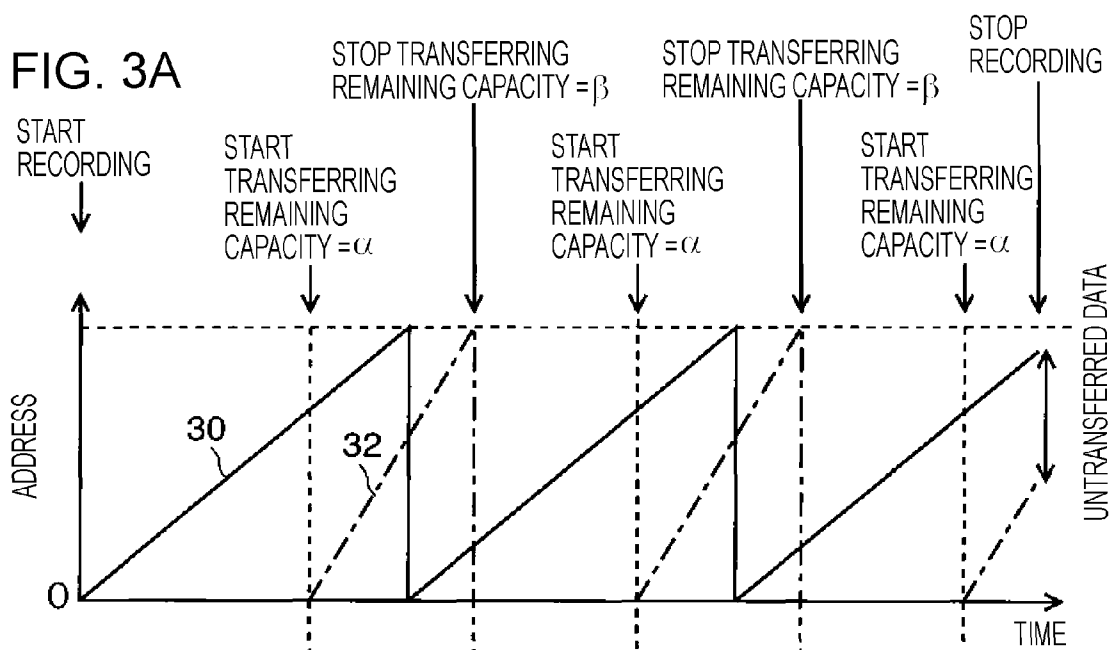 FIG. 3A
START
RECORDING
START
TRANSFERRING
REMAINING
CAPACITY = α
STOP TRANSFERRING
REMAINING CAPACITY = β
START
TRANSFERRING
REMAINING
CAPACITY = α
STOP TRANSFERRING
REMAINING CAPACITY = β
START
TRANSFERRING
REMAINING
CAPACITY = α
STOP
RECORDING
ADDRESS
30
32
UNTRANSFERRED DATA
0
TIME